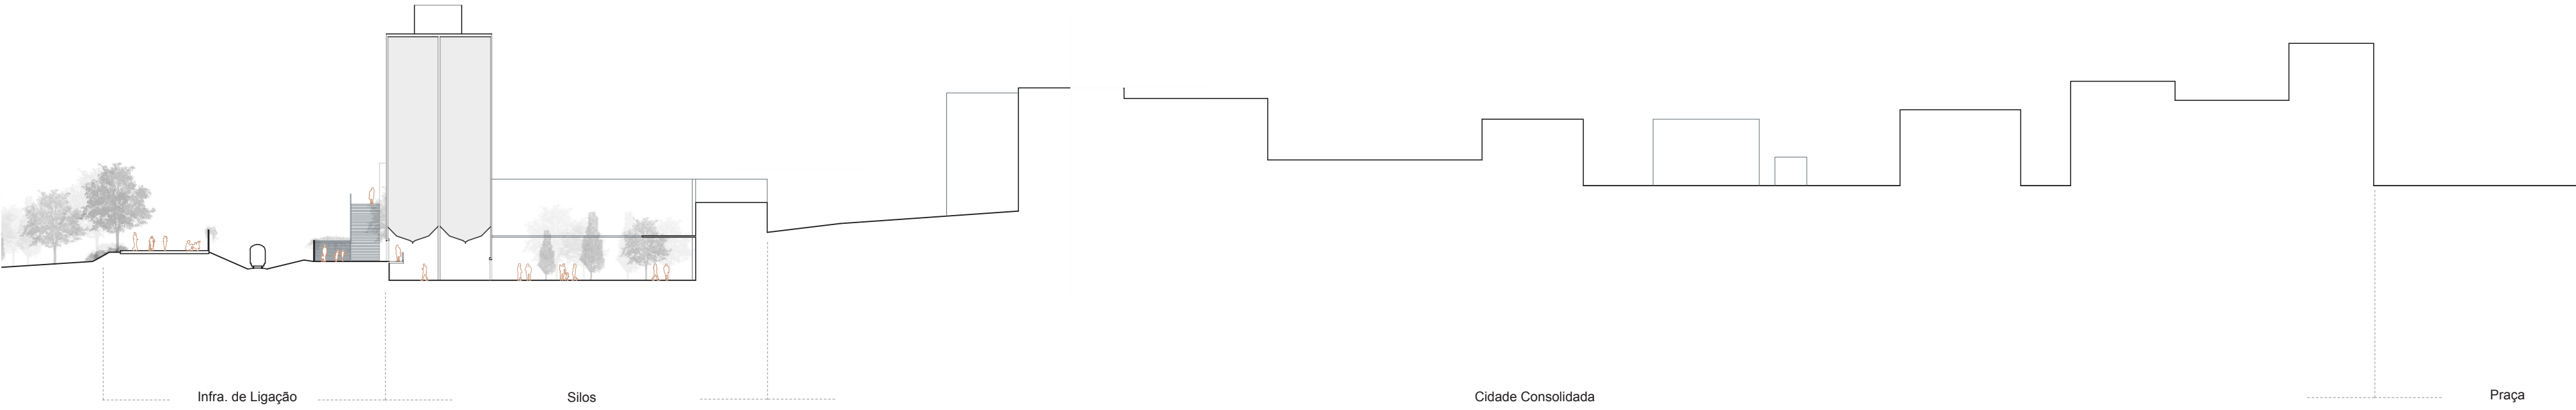 Infra. de Ligação
Silos
Cidade Consolidada
Praça